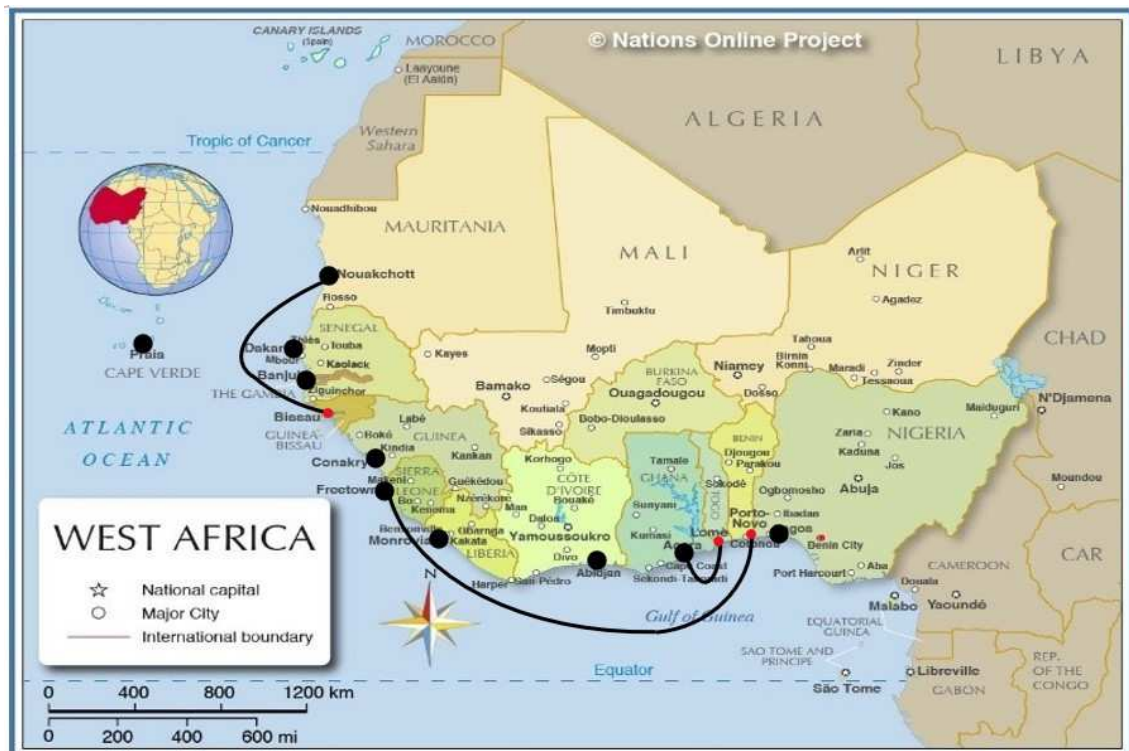 CANARY ISLANDS
(Spain)
MOROCCO
© Nations Online Project
LIBYA
Laayoune
(El Aaiún)
ALGERIA
Western
Sahara
Tropic of Cancer
Nouadhibou
MAURITANIA
MALI
NIGER
Arlit
Agadez
Nouakchott
Rosso
Timbuktu
CHAD
SENEGAL
Thiès
Dakar
Touba
Mbour
Kaolack
Praia
CAPE VERDE
Banjul
THE GAMBIA
Ziguinchor
Kayes
Mopti
Ségou
Bamako
Koutiala
Sikasso
BURKINA
FASO
Ouagadougou
Bobo-Dioulasso
Niamey
Dosso
Tahoua
Birnin
Konni
Maradi
Zinder
Tessaoua
N'Djamena
Maiduguri
Kano
NIGERIA
Zaria
Kaduna
Jos
Abuja
Bissau
GUINEA-
BISSAU
ATLANTIC
OCEAN
Labé
Boké
GUINEA
Kindia
Kankan
Conakry
Makeni
SIERRA
LEONE
Freetown
Bo
Kenema
Guékédou
Nzérékoré
Korhogo
CÔTE
D'IVOIRE
Bouaké
Man
Daloa
Yamoussoukro
Divo
Tamale
GHANA
Sunyani
Kumasi
BENIN
Djougou
Parakou
Sokodé
TOGO
Ogbomosho
Ibadan
Porto-
Novo
Lomé
Cotonou
Benin City
Aba
Port Harcourt
Moundou
CAR
Gbarnga
Kakata
Monrovia
LIBERIA
Harper
San Pédro
Abidjan
Accra
Cape Coast
Sekondi-Takoradi
Gulf of Guinea
CAMEROON
Douala
Malabo
Yaoundé
EQUATORIAL
GUINEA
SAO TOME AND
PRINCIPE
São Tome
Libreville
GABON
REP.
OF THE
CONGO
Equator
N
WEST AFRICA
National capital
Major City
International boundary
0 400 800 1200 km
0 200 400 600 mi